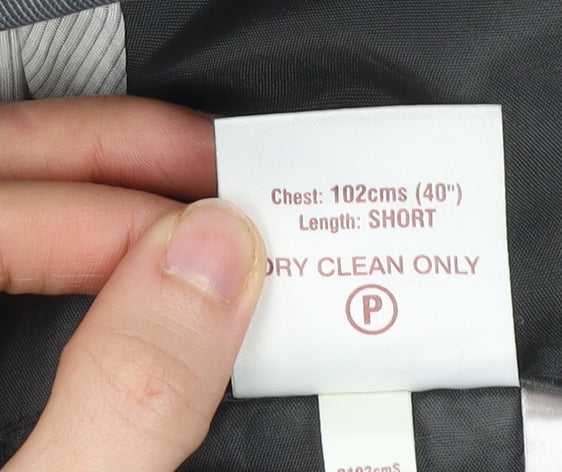 Chest: 102cms (40")
Length: SHORT
DRY CLEAN ONLY
P